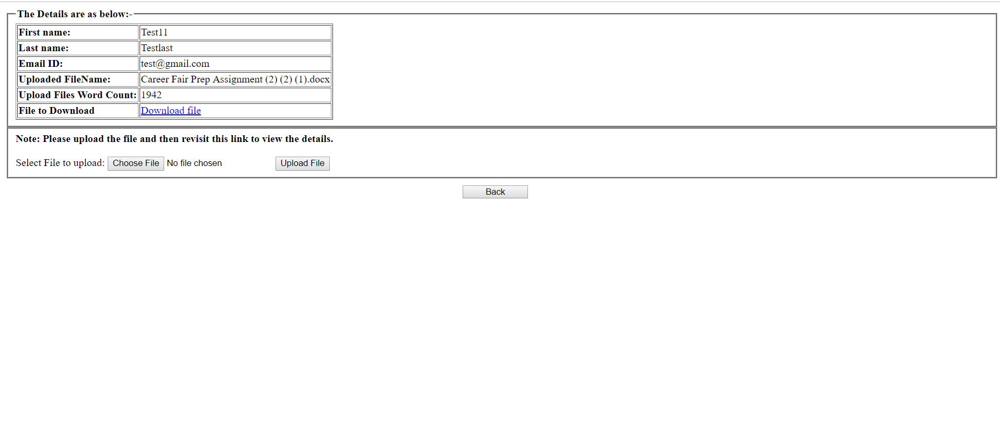 The Details are as below:-
First name: Test11
Last name: Testlast
Email ID: test@gmail.com
Uploaded FileName: Career Fair Prep Assignment (2) (2) (1).docx
Upload Files Word Count: 1942
File to Download Download file
Note: Please upload the file and then revisit this link to view the details.
Select File to upload: Choose File No file chosen Upload File
Back